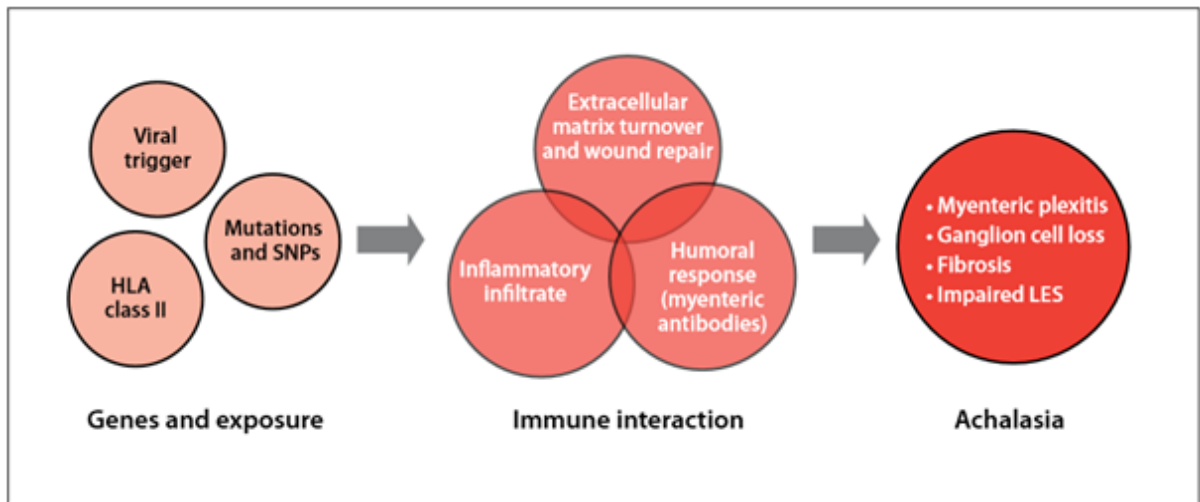 Viral
trigger
Mutations
and SNPs
HLA
class II
Genes and exposure
Extracellular
matrix turnover
and wound repair
Inflammatory
infiltrate
Humoral
response
(myenteric
antibodies)
Immune interaction
• Myenteric plexitis
• Ganglion cell loss
• Fibrosis
• Impaired LES
Achalasia